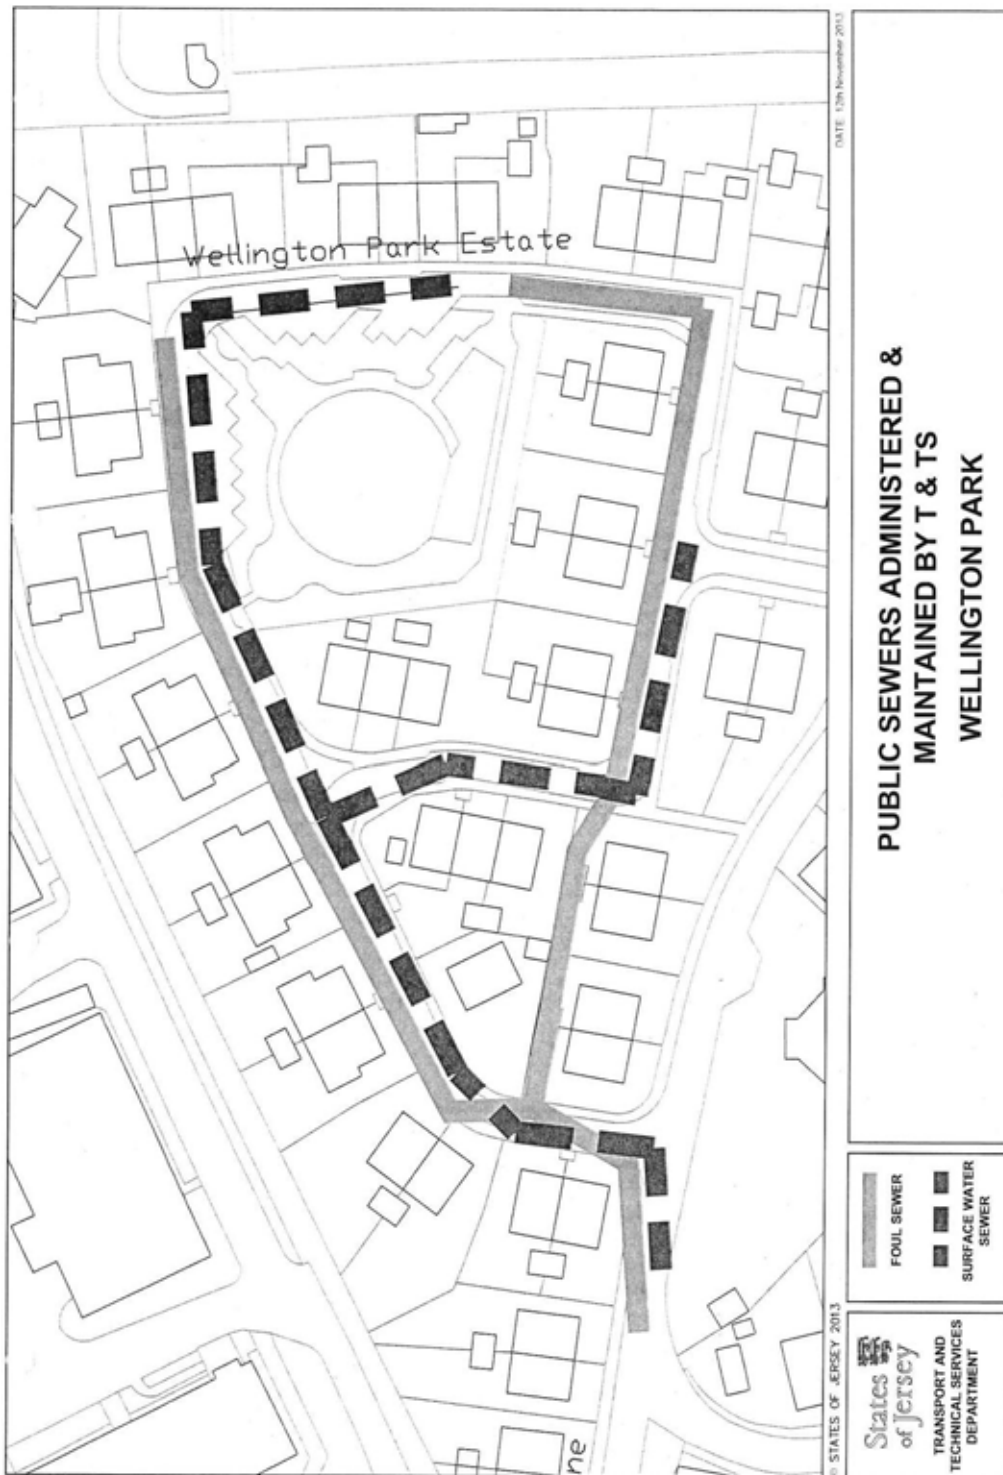 Wellington Park Estate
ne
© STATES OF JERSEY 2013
DATE 12th November 2013
States
of Jersey
TRANSPORT AND
TECHNICAL SERVICES
DEPARTMENT
FOUL SEWER
SURFACE WATER
SEWER
PUBLIC SEWERS ADMINISTERED &
MAINTAINED BY T & TS
WELLINGTON PARK